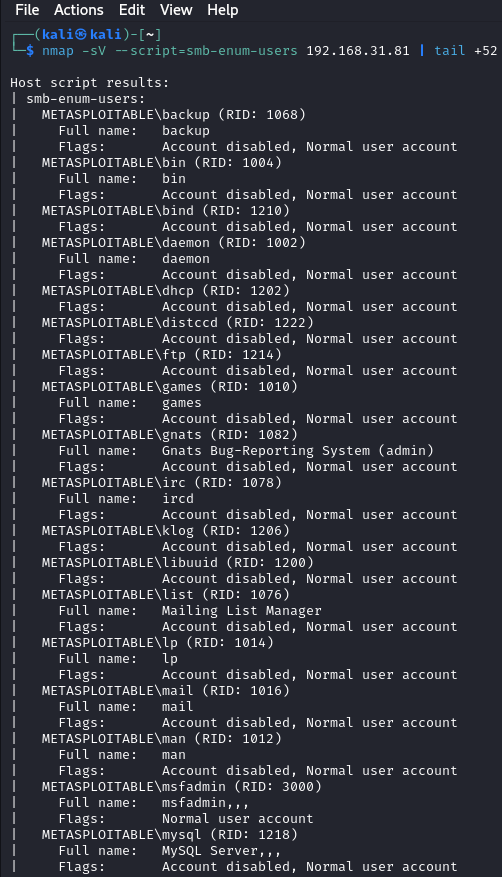 File Actions Edit View Help
┌──(kali㉿kali)-[~]
└─$ nmap -sV --script=smb-enum-users 192.168.31.81 | tail +52
Host script results:
| smb-enum-users:
|   METASPLOITABLE\backup (RID: 1068)
|     Full name:   backup
|     Flags:       Account disabled, Normal user account
|   METASPLOITABLE\bin (RID: 1004)
|     Full name:   bin
|     Flags:       Account disabled, Normal user account
|   METASPLOITABLE\bind (RID: 1210)
|     Flags:       Account disabled, Normal user account
|   METASPLOITABLE\daemon (RID: 1002)
|     Full name:   daemon
|     Flags:       Account disabled, Normal user account
|   METASPLOITABLE\dhcp (RID: 1202)
|     Flags:       Account disabled, Normal user account
|   METASPLOITABLE\distccd (RID: 1222)
|     Flags:       Account disabled, Normal user account
|   METASPLOITABLE\ftp (RID: 1214)
|     Flags:       Account disabled, Normal user account
|   METASPLOITABLE\games (RID: 1010)
|     Full name:   games
|     Flags:       Account disabled, Normal user account
|   METASPLOITABLE\gnats (RID: 1082)
|     Full name:   Gnats Bug-Reporting System (admin)
|     Flags:       Account disabled, Normal user account
|   METASPLOITABLE\irc (RID: 1078)
|     Full name:   ircd
|     Flags:       Account disabled, Normal user account
|   METASPLOITABLE\klog (RID: 1206)
|     Flags:       Account disabled, Normal user account
|   METASPLOITABLE\libuuid (RID: 1200)
|     Flags:       Account disabled, Normal user account
|   METASPLOITABLE\list (RID: 1076)
|     Full name:   Mailing List Manager
|     Flags:       Account disabled, Normal user account
|   METASPLOITABLE\lp (RID: 1014)
|     Full name:   lp
|     Flags:       Account disabled, Normal user account
|   METASPLOITABLE\mail (RID: 1016)
|     Full name:   mail
|     Flags:       Account disabled, Normal user account
|   METASPLOITABLE\man (RID: 1012)
|     Full name:   man
|     Flags:       Account disabled, Normal user account
|   METASPLOITABLE\msfadmin (RID: 3000)
|     Full name:   msfadmin,,,
|     Flags:       Normal user account
|   METASPLOITABLE\mysql (RID: 1218)
|     Full name:   MySQL Server,,,
|     Flags:       Account disabled, Normal user account